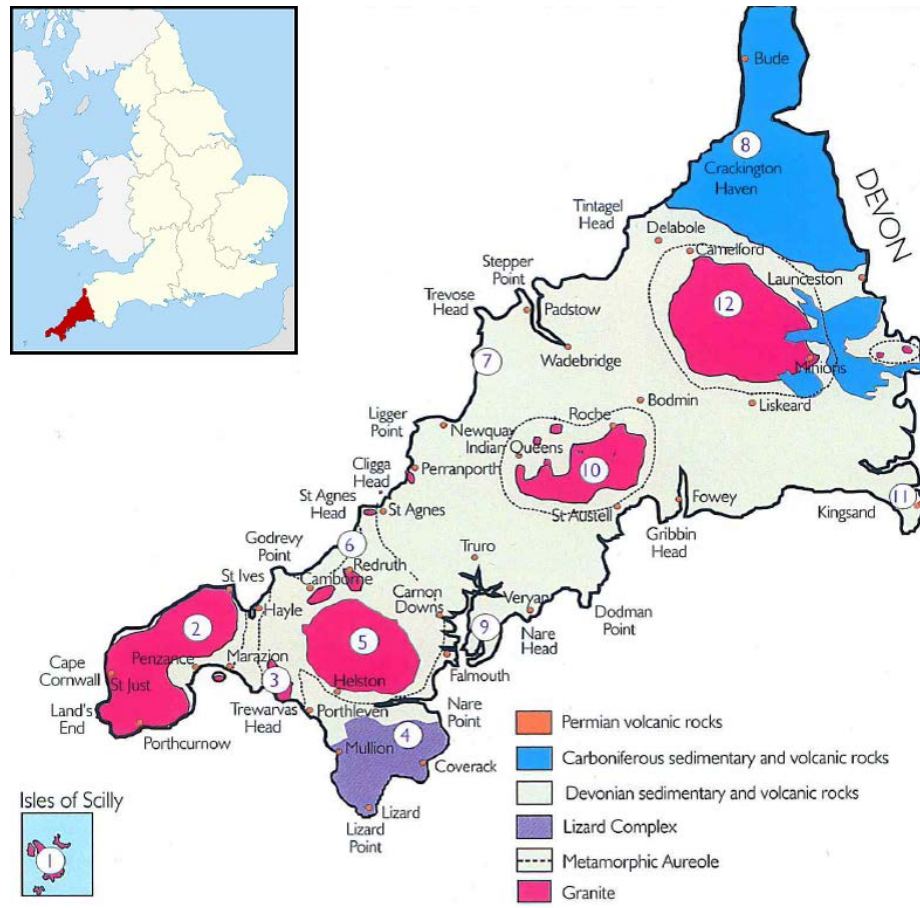 Bude
8
Crackington
Haven
DEVON
Tintagel
Head
Delabole
Camelford
Stepper
Point
Launceston
Trevose
Head
Padstow
12
Wadebridge
7
Minions
Bodmin
Liskeard
Ligger
Point
Roche
Newquay
Indian Queens
Cligga
Head
Perranporth
10
St Agnes
Head
St Agnes
St Austell
Fowey
11
Kingsand
Gribbin
Head
Godrevy
Point
6
Truro
Redruth
St Ives
Camborne
Carnon
Downs
Veryan
Hayle
Dodman
Point
2
5
9
Nare
Head
Cape
Cornwall
Penzance
Marazion
St Just
3
Helston
Falmouth
Land's
End
Trewarvas
Head
Porthleven
Nare
Point
Porthcurnow
4
Mullion
Coverack
Lizard
Lizard
Point
Isles of Scilly
1
Permian volcanic rocks
Carboniferous sedimentary and volcanic rocks
Devonian sedimentary and volcanic rocks
Lizard Complex
Metamorphic Aureole
Granite